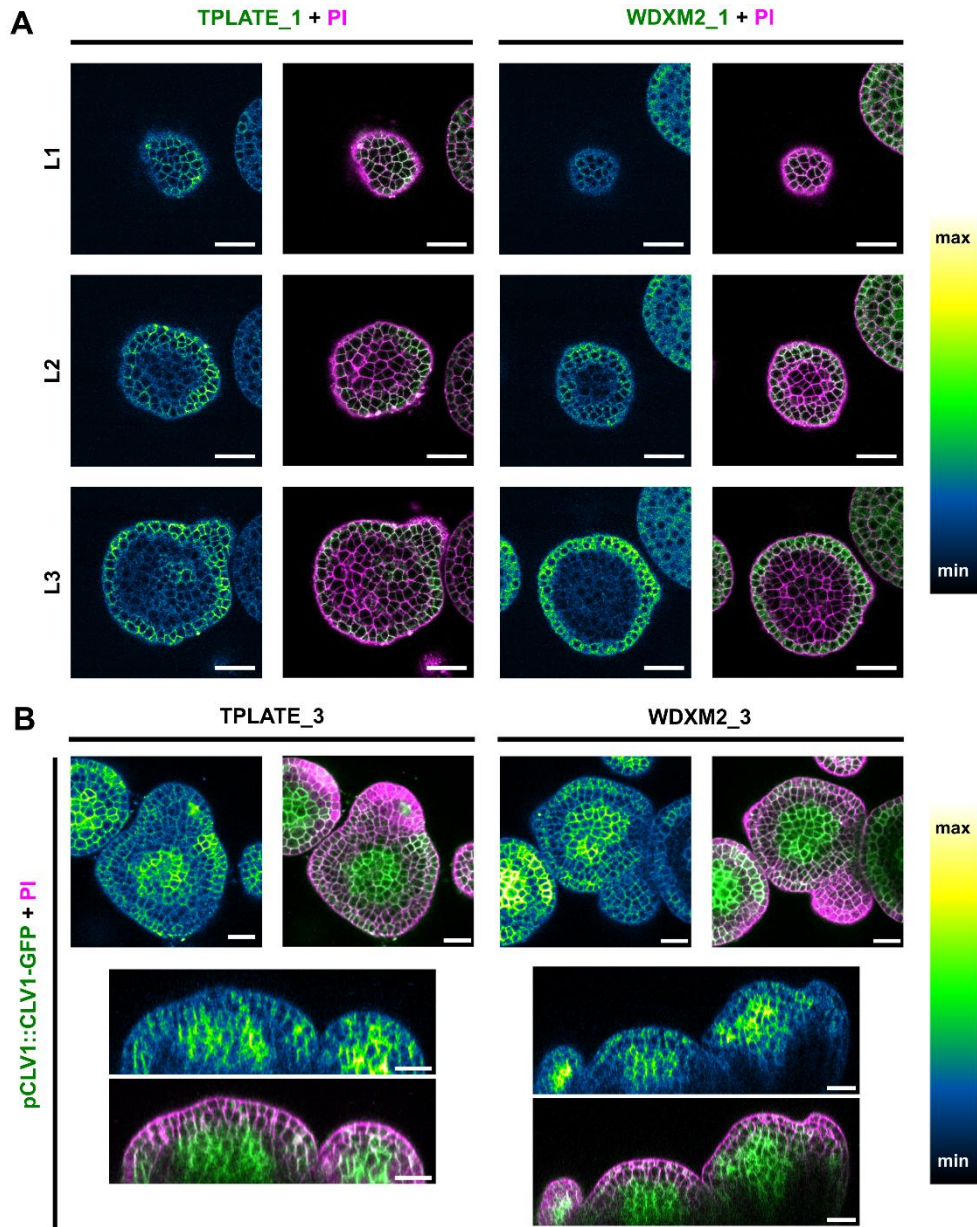 A
TPLATE_1 + PI
WDXM2_1 + PI
L1
L2
L3
max
min
B
TPLATE_3
WDXM2_3
pCLV1::CLV1-GFP + PI
max
min